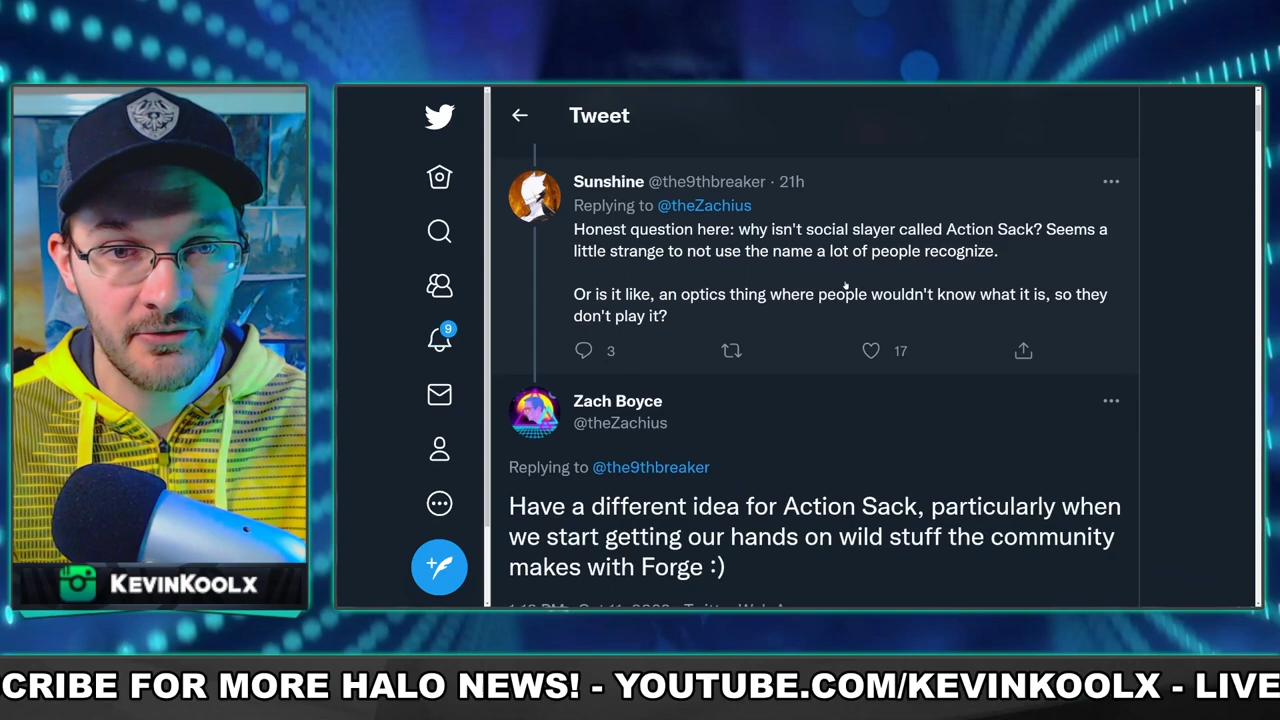 Tweet
Sunshine @the9thbreaker · 21h
Replying to @theZachius
Honest question here: why isn't social slayer called Action Sack? Seems a
little strange to not use the name a lot of people recognize.
Or is it like, an optics thing where people wouldn't know what it is, so they
don't play it?
3
17
9
Zach Boyce
@theZachius
Replying to @the9thbreaker
Have a different idea for Action Sack, particularly when
we start getting our hands on wild stuff the community
makes with Forge :)
KEVINKOOLX
CRIBE FOR MORE HALO NEWS! - YOUTUBE.COM/KEVINKOOLX - LIVE